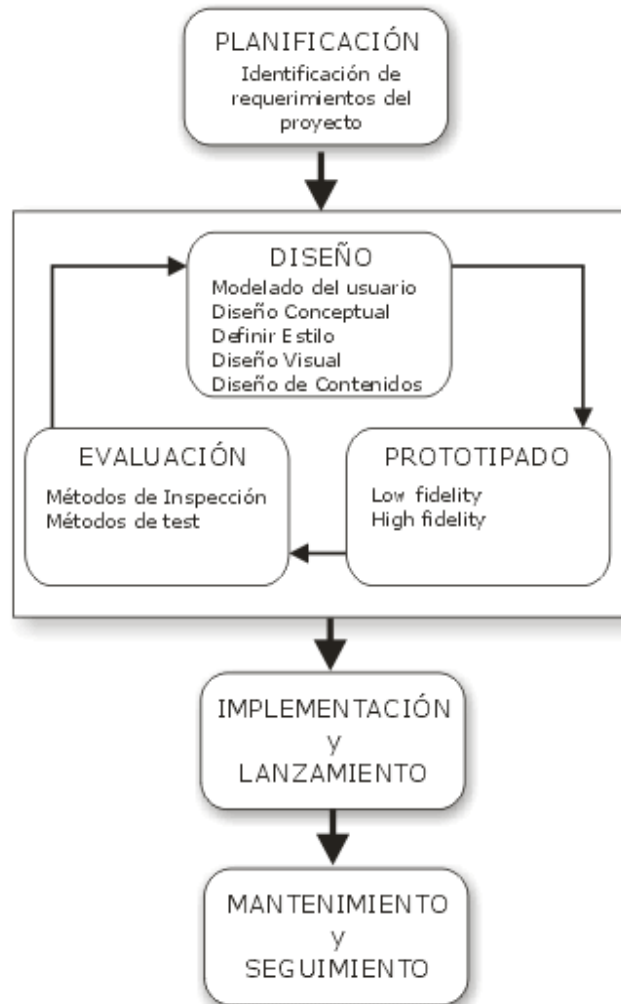 PLANIFICACIÓN
Identificación de
requerimientos del
proyecto
DISEÑO
Modelado del usuario
Diseño Conceptual
Definir Estilo
Diseño Visual
Diseño de Contenidos
EVALUACIÓN
Métodos de Inspección
Métodos de test
PROTOTIPADO
Low fidelity
High fidelity
IMPLEMENTACIÓN
y
LANZAMIENTO
MANTENIMIENTO
y
SEGUIMIENTO